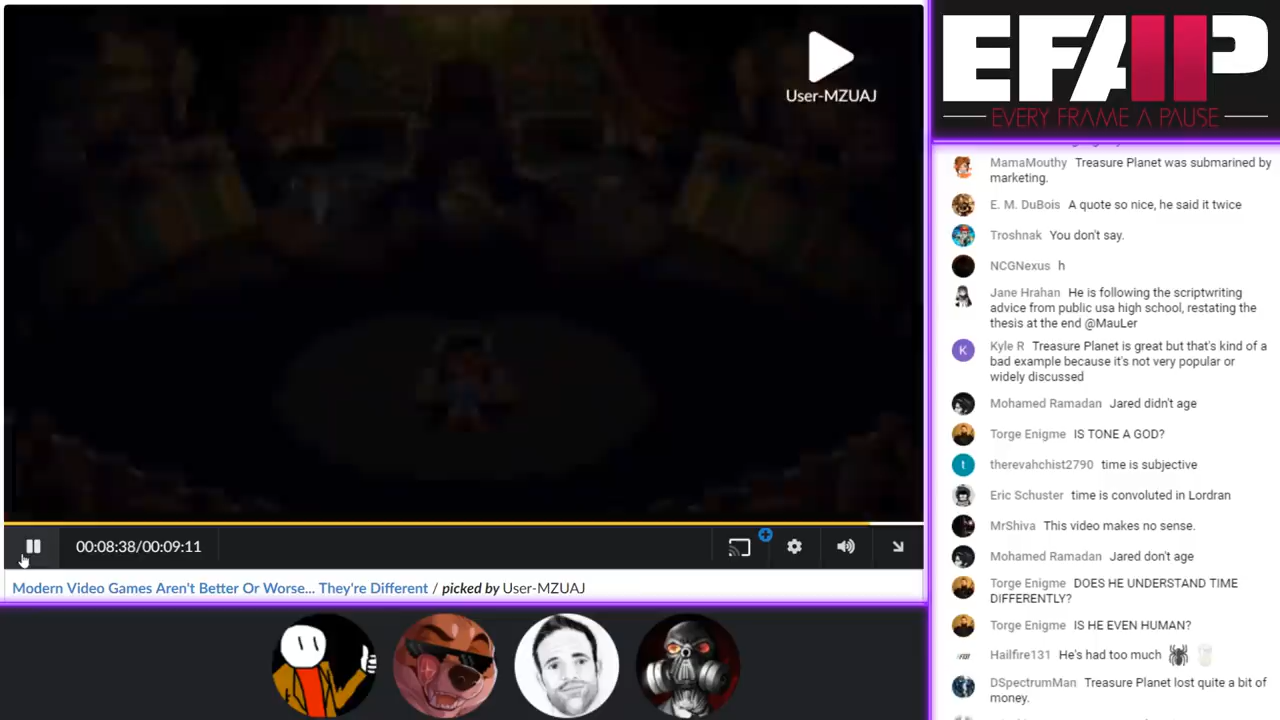 User-MZUAJ
EFAP
EVERY FRAME A PAUSE
MamaMouthy Treasure Planet was submarined by
marketing.
E. M. DuBois A quote so nice, he said it twice
Troshnak You don't say.
NCGNexus h
Jane Hrahan He is following the scriptwriting
advice from public usa high school, restating the
thesis at the end @MauLer
K
Kyle R Treasure Planet is great but that's kind of a
bad example because it's not very popular or
widely discussed
Mohamed Ramadan Jared didn't age
Torge Enigme IS TONE A GOD?
t
therevahchist2790 time is subjective
Eric Schuster time is convoluted in Lordran
MrShiva This video makes no sense.
Mohamed Ramadan Jared don't age
Torge Enigme DOES HE UNDERSTAND TIME
DIFFERENTLY?
Torge Enigme IS HE EVEN HUMAN?
Hailfire131 He's had too much
DSpectrumMan Treasure Planet lost quite a bit of
money.
00:08:38/00:09:11
Modern Video Games Aren't Better Or Worse... They're Different / picked by User-MZUAJ